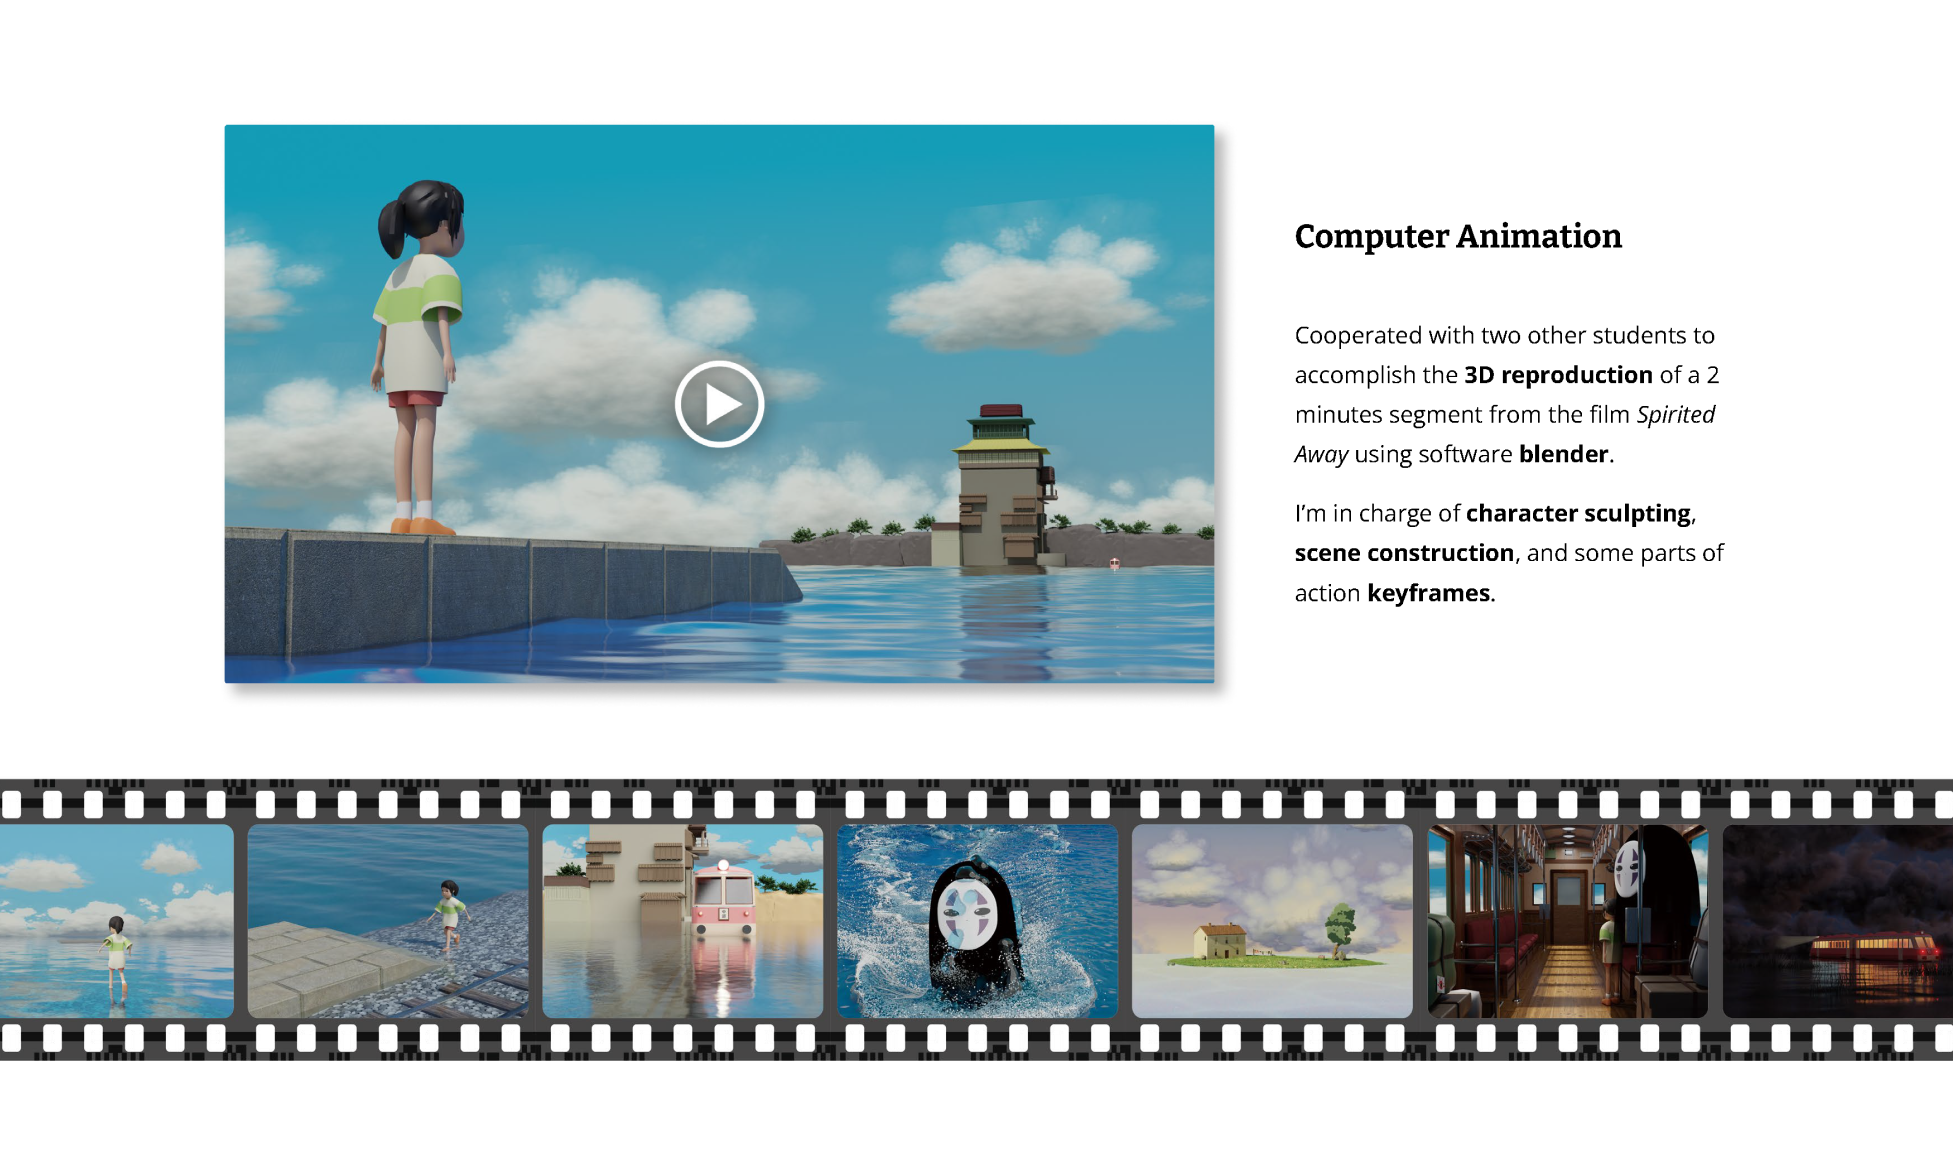 Computer Animation
Cooperated with two other students to
accomplish the 3D reproduction of a 2
minutes segment from the film Spirited
Away using software blender.
I'm in charge of character sculpting,
scene construction, and some parts of
action keyframes.